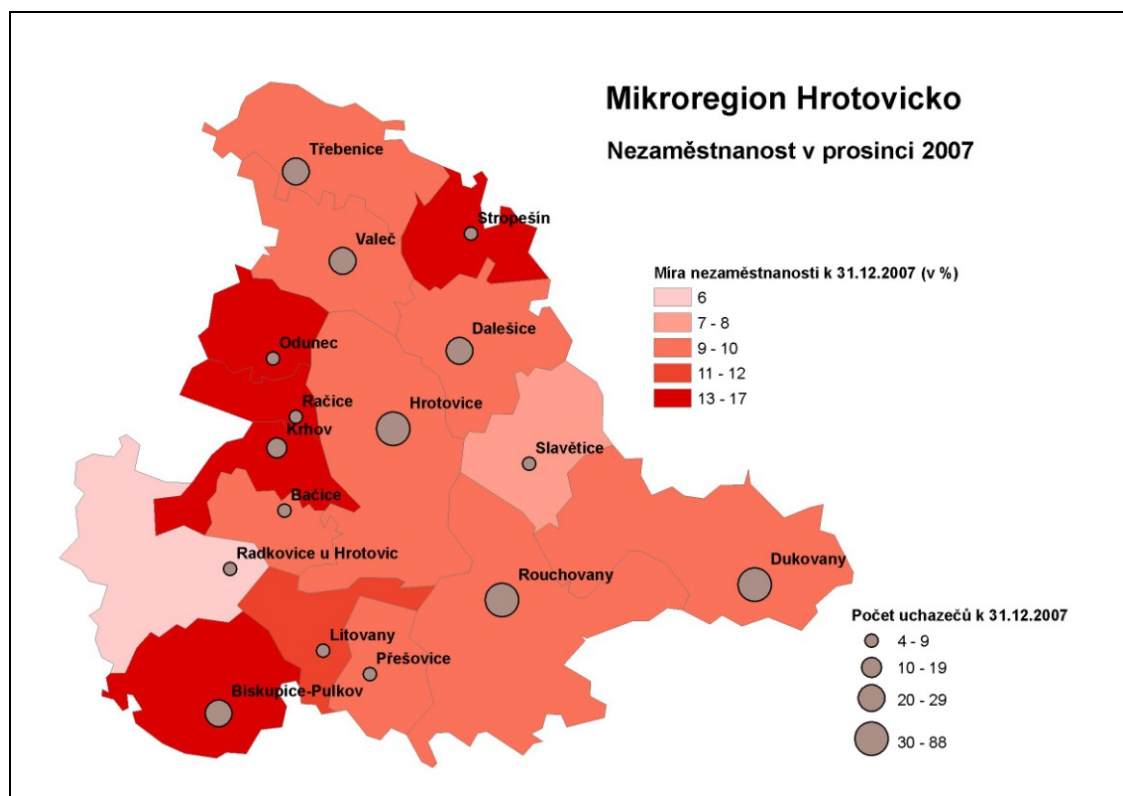 Mikroregion Hrotovicko
Nezaměstnanost v prosinci 2007
Třebenice
Stropešín
Valeč
Míra nezaměstnanosti k 31.12.2007 (v %)
6
7 - 8
9 - 10
11 - 12
13 - 17
Dalešice
Odunec
Račice
Hrotovice
Krhov
Slavětice
Bačice
Radkovice u Hrotovic
Rouchovany
Dukovany
Počet uchazečů k 31.12.2007
4 - 9
10 - 19
20 - 29
30 - 88
Litovany
Přešovice
Biskupice-Pulkov